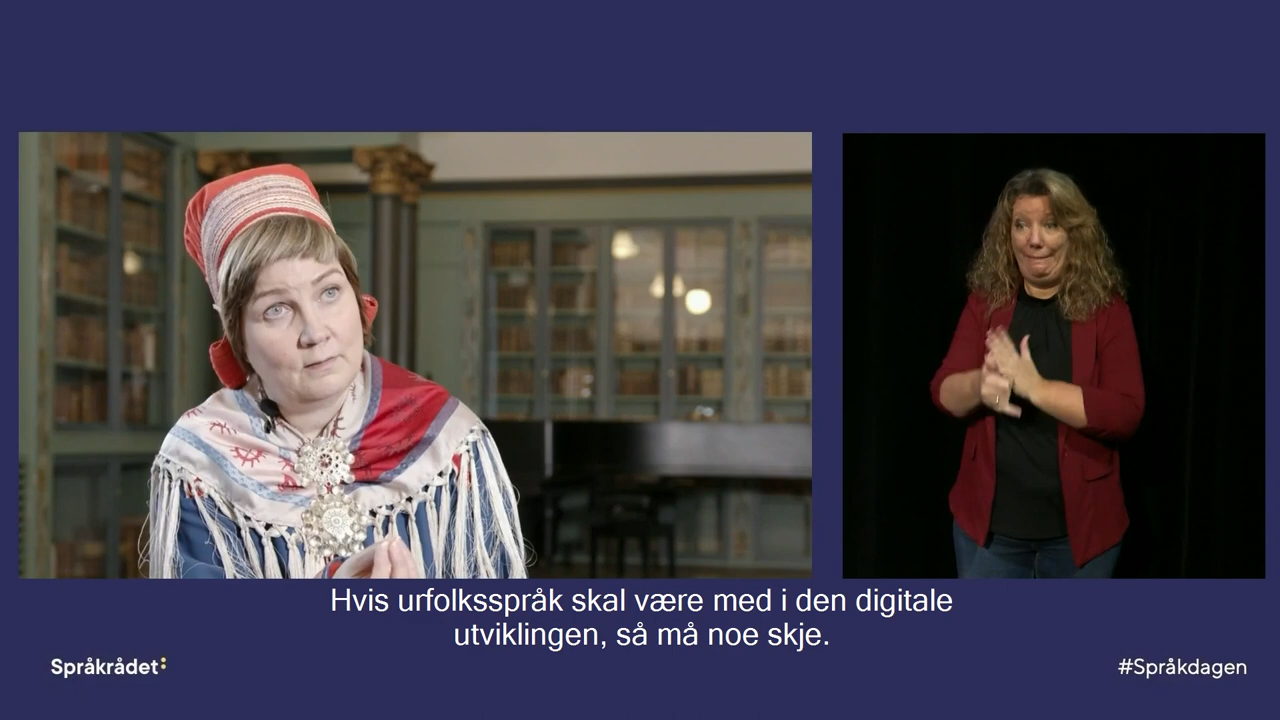 Hvis urfolksspråk skal være med i den digitale
utviklingen, så må noe skje.
Språkrådet:
#Språkdagen